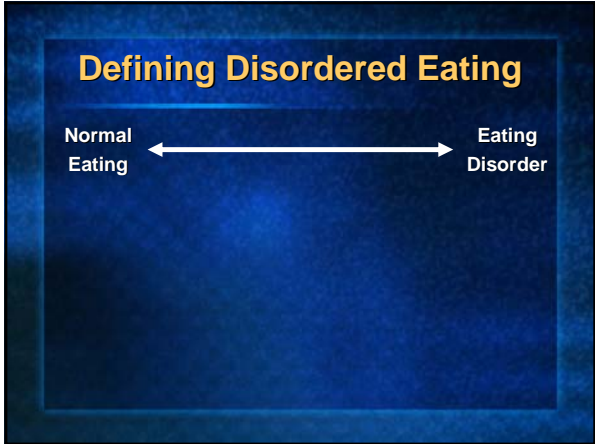 Defining Disordered Eating
Normal
Eating
Eating
Disorder